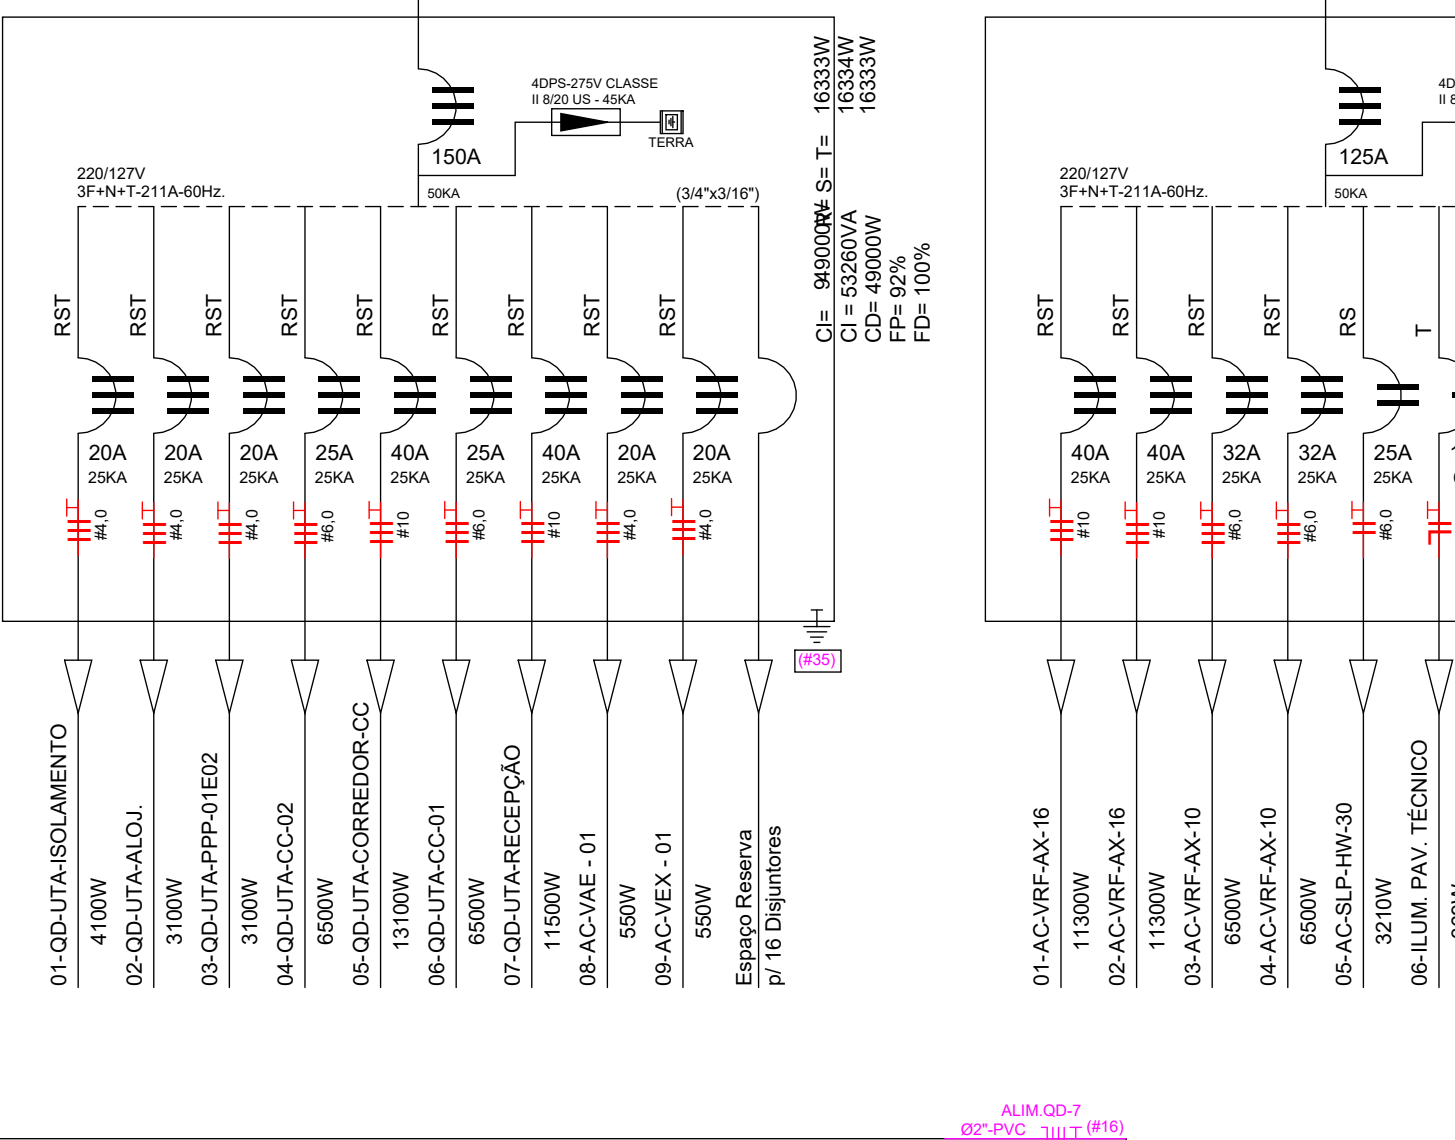 4DPS-275V CLASSE
II 8/20 US - 45KA
TERRA
150A
50KA
220/127V
3F+N+T-211A-60Hz.
(3/4"x3/16")
RST
RST
RST
RST
RST
RST
RST
RST
RST
20A
20A
20A
25A
40A
25A
40A
20A
20A
25KA
25KA
25KA
25KA
25KA
25KA
25KA
25KA
25KA
#4,0
#4,0
#4,0
#6,0
#10
#6,0
#10
#4,0
#4,0
(#35)
01-QD-UTA-ISOLAMENTO
4100W
02-QD-UTA-ALOJ.
3100W
03-QD-UTA-PPP-01E02
3100W
04-QD-UTA-CC-02
6500W
05-QD-UTA-CORREDOR-CC
13100W
06-QD-UTA-CC-01
6500W
07-QD-UTA-RECEPÇÃO
11500W
08-AC-VAE - 01
550W
09-AC-VEX - 01
550W
Espaço Reserva
p/ 16 Disjuntores
CI= 49000W S= T= 16333W
16334W
16333W
CI = 53260VA
CD= 49000W
FP= 92%
FD= 100%
4D
125A
50KA
220/127V
3F+N+T-211A-60Hz.
RST
RST
RST
RST
RS
T
40A
40A
32A
32A
25A
25KA
25KA
25KA
25KA
25KA
#10
#10
#6,0
#6,0
#6,0
01-AC-VRF-AX-16
11300W
02-AC-VRF-AX-16
11300W
03-AC-VRF-AX-10
6500W
04-AC-VRF-AX-10
6500W
05-AC-SLP-HW-30
3210W
06-ILUM. PAV. TÉCNICO
ALIM.QD-7
Ø2"-PVC (#16)